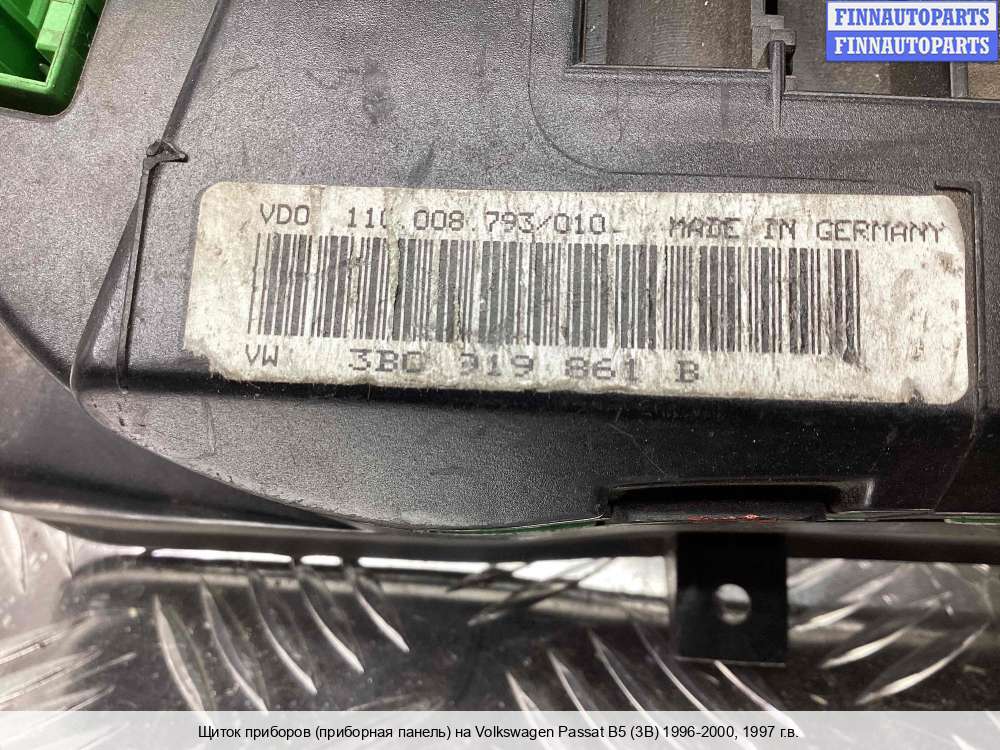 FINNAUTOPARTS
FINNAUTOPARTS
VDO 110.008.793/010 MADE IN GERMANY
VW 3B0 919 861 B
Щиток приборов (приборная панель) на Volkswagen Passat B5 (3B) 1996-2000, 1997 г.в.